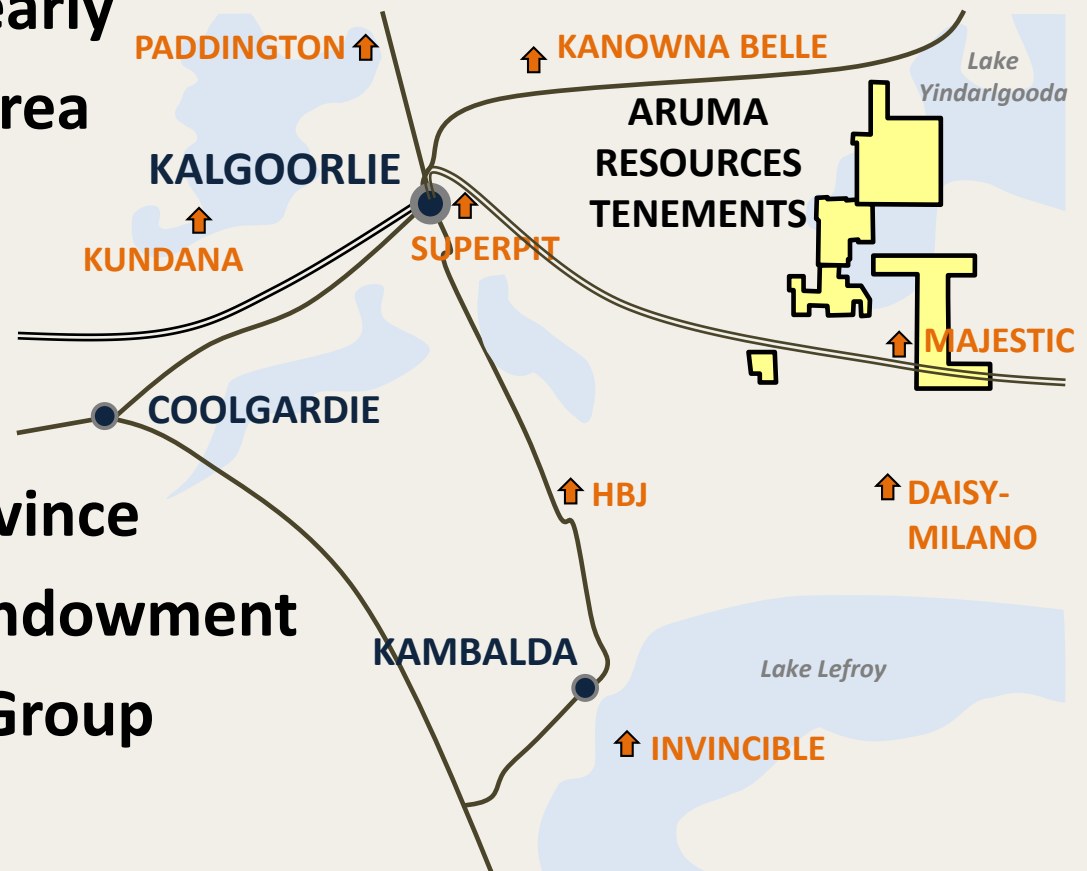 early
rea
vince
ndowment
Group
PADDINGTON
KANOWNA BELLE
Lake
Yindarlgooda
ARUMA
RESOURCES
TENEMENTS
KALGOORLIE
KUNDANA
SUPERPIT
MAJESTIC
COOLGARDIE
HBJ
DAISY-
MILANO
KAMBALDA
Lake Lefroy
INVINCIBLE